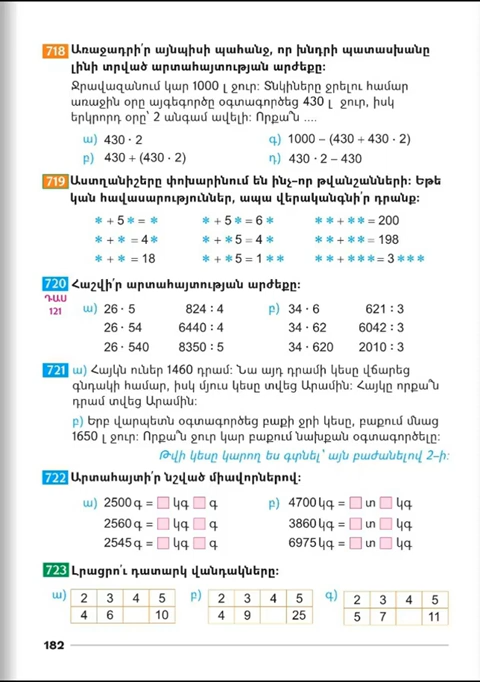 718 Առաջադրի՛ր այնպիսի պահանջ, որ խնդրի պատասխանը
լինի տրված արտահայտության արժեքը:
Ջրավազանում կար 1000 լ ջուր: Տնկիները ջրելու համար
առաջին օրը այգեգործը օգտագործեց 430 լ ջուր, իսկ
երկրորդ օրը՝ 2 անգամ ավելի: Որքա՞ն ....
ա) 430 · 2 գ) 1000 – (430 + 430 · 2)
բ) 430 + (430 · 2) դ) 430 · 2 – 430
719 Աստղանիշերը փոխարինում են ինչ-որ թվանշանների: Եթե
կան հավասարություններ, ապա վերականգնի՛ր դրանք:
* + 5 * = * * + 5 = 6 * * * + * * = 200
* + * = 4 * * + * 5 = 4 * * * + * * = 198
* + * = 18 * + * 5 = 1 * * * * + * * * = 3 * * *
720 Հաշվի՛ր արտահայտության արժեքը:
ԴԱՍ
121
ա) 26 · 5 824 : 4 բ) 34 · 6 621 : 3
26 · 54 6440 : 4 34 · 62 6042 : 3
26 · 540 8350 : 5 34 · 620 2010 : 3
721 ա) Հայկն ուներ 1460 դրամ: Նա այդ դրամի կեսը վճարեց
գնդակի համար, իսկ մյուս կեսը տվեց Արամին: Հայկը որքա՞ն
դրամ տվեց Արամին:
բ) Երբ վարպետն օգտագործեց բաքի ջրի կեսը, բաքում մնաց
1650 լ ջուր: Որքա՞ն ջուր կար բաքում նախքան օգտագործելը:
Թվի կեսը կարող ես գտնել՝ այն բաժանելով 2-ի:
722 Արտահայտի՛ր նշված միավորներով:
ա) 2500 գ = կգ գ բ) 4700 կգ = տ կգ
2560 գ = կգ գ 3860 կգ = տ կգ
2545 գ = կգ գ 6975 կգ = տ կգ
723 Լրացրո՛ւ դատարկ վանդակները:
ա) 2 3 4 5 բ) 2 3 4 5 գ) 2 3 4 5
4 6 10 4 9 25 5 7 11
182